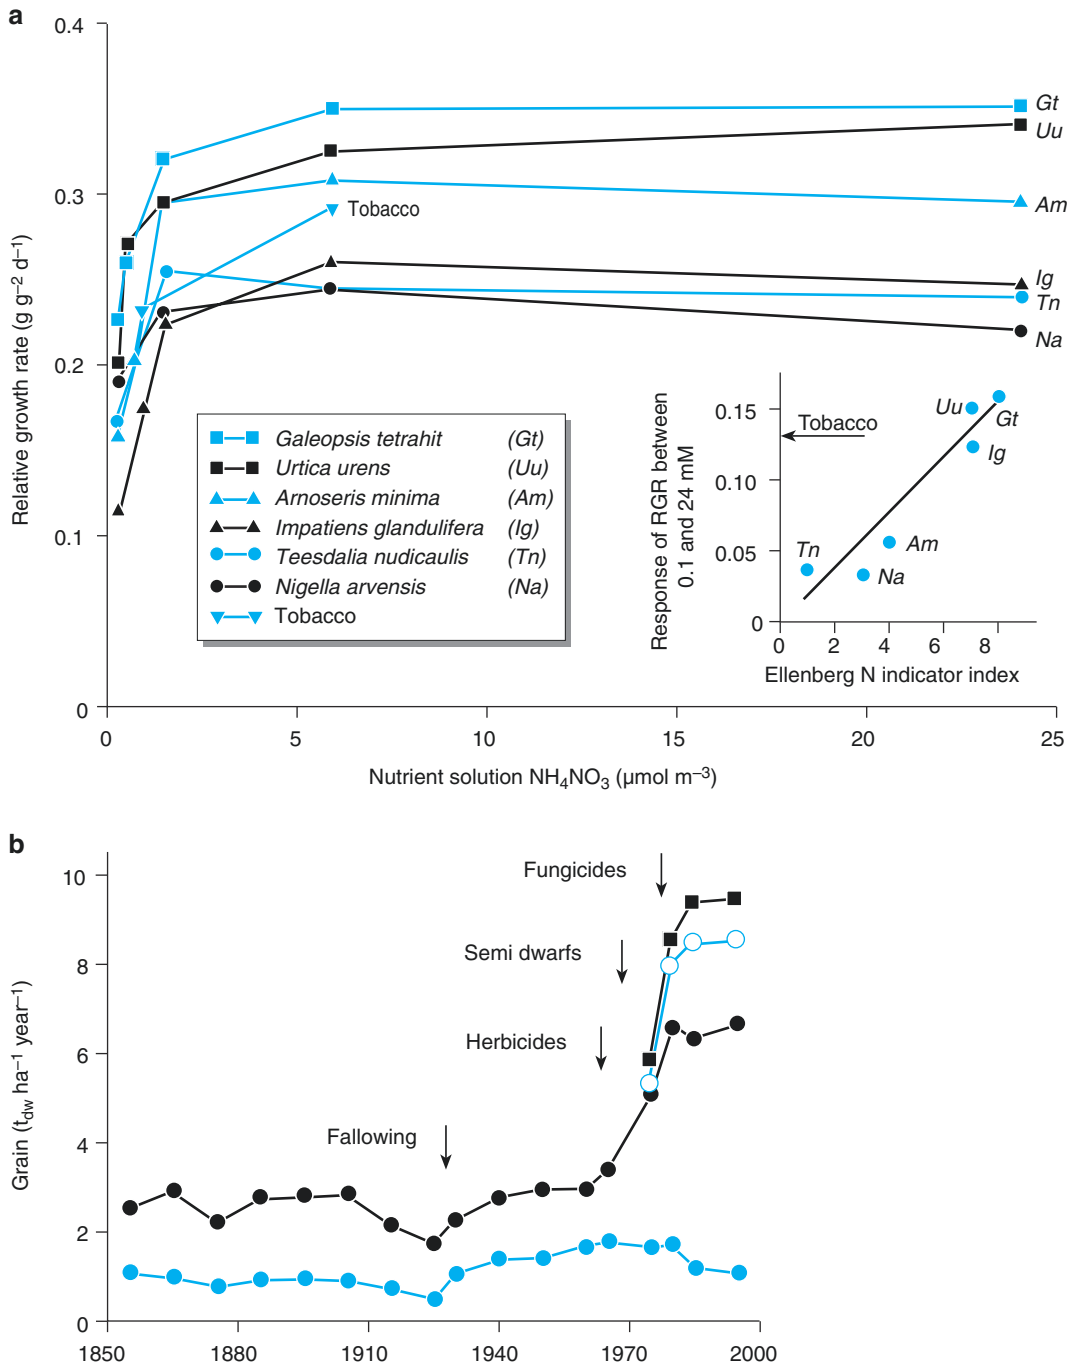 a
0.4
0.3
0.2
0.1
0
Relative growth rate (g g–2 d–1)
Gt
Uu
Am
Tobacco
Ig
Tn
Na
Galeopsis tetrahit (Gt)
Urtica urens (Uu)
Arnoseris minima (Am)
Impatiens glandulifera (Ig)
Teesdalia nudicaulis (Tn)
Nigella arvensis (Na)
Tobacco
Response of RGR between
0.1 and 24 mM
0.15
0.10
0.05
0
Uu
Gt
Tobacco
Ig
Tn
Am
Na
0 2 4 6 8
Ellenberg N indicator index
0 5 10 15 20 25
Nutrient solution NH4NO3 (µmol m–3)
b
10
8
6
4
2
0
Grain (tdw ha–1 year–1)
Fungicides
Semi dwarfs
Herbicides
Fallowing
1850 1880 1910 1940 1970 2000